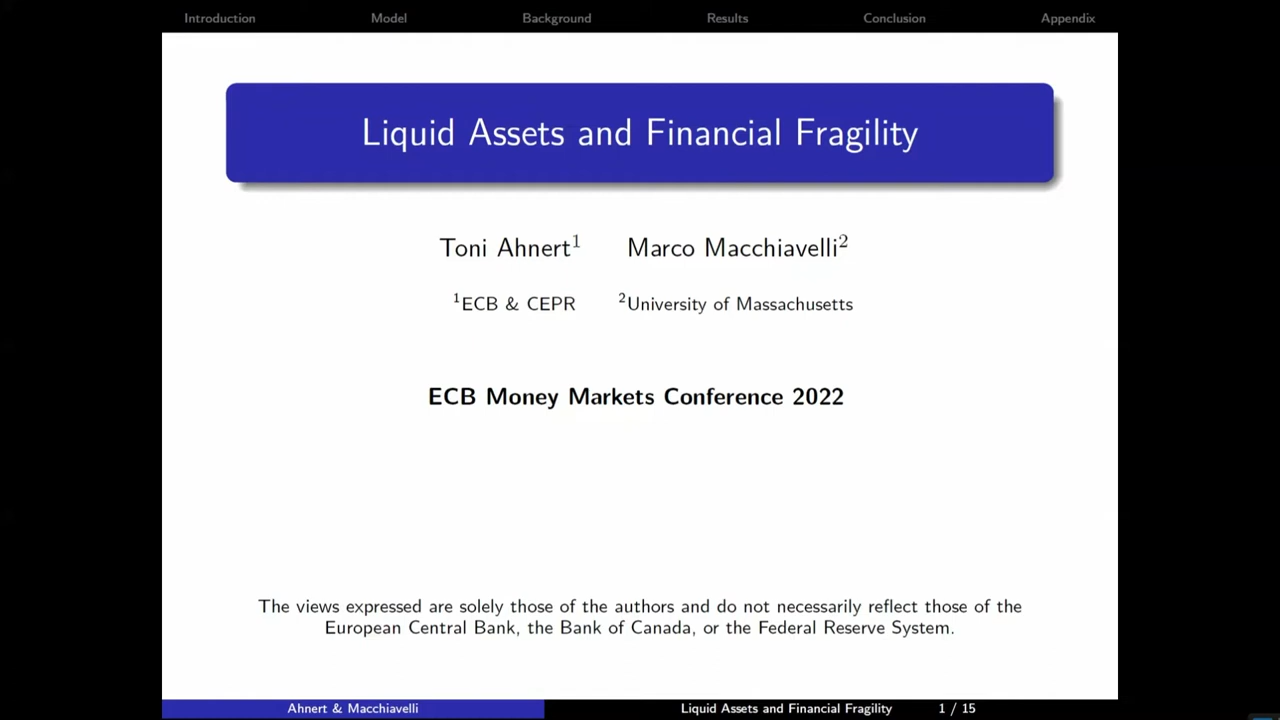 Introduction Model Background Results Conclusion Appendix
Liquid Assets and Financial Fragility
Toni Ahnert¹ Marco Macchiavelli²
¹ECB & CEPR ²University of Massachusetts
ECB Money Markets Conference 2022
The views expressed are solely those of the authors and do not necessarily reflect those of the
European Central Bank, the Bank of Canada, or the Federal Reserve System.
Ahnert & Macchiavelli Liquid Assets and Financial Fragility 1 / 15